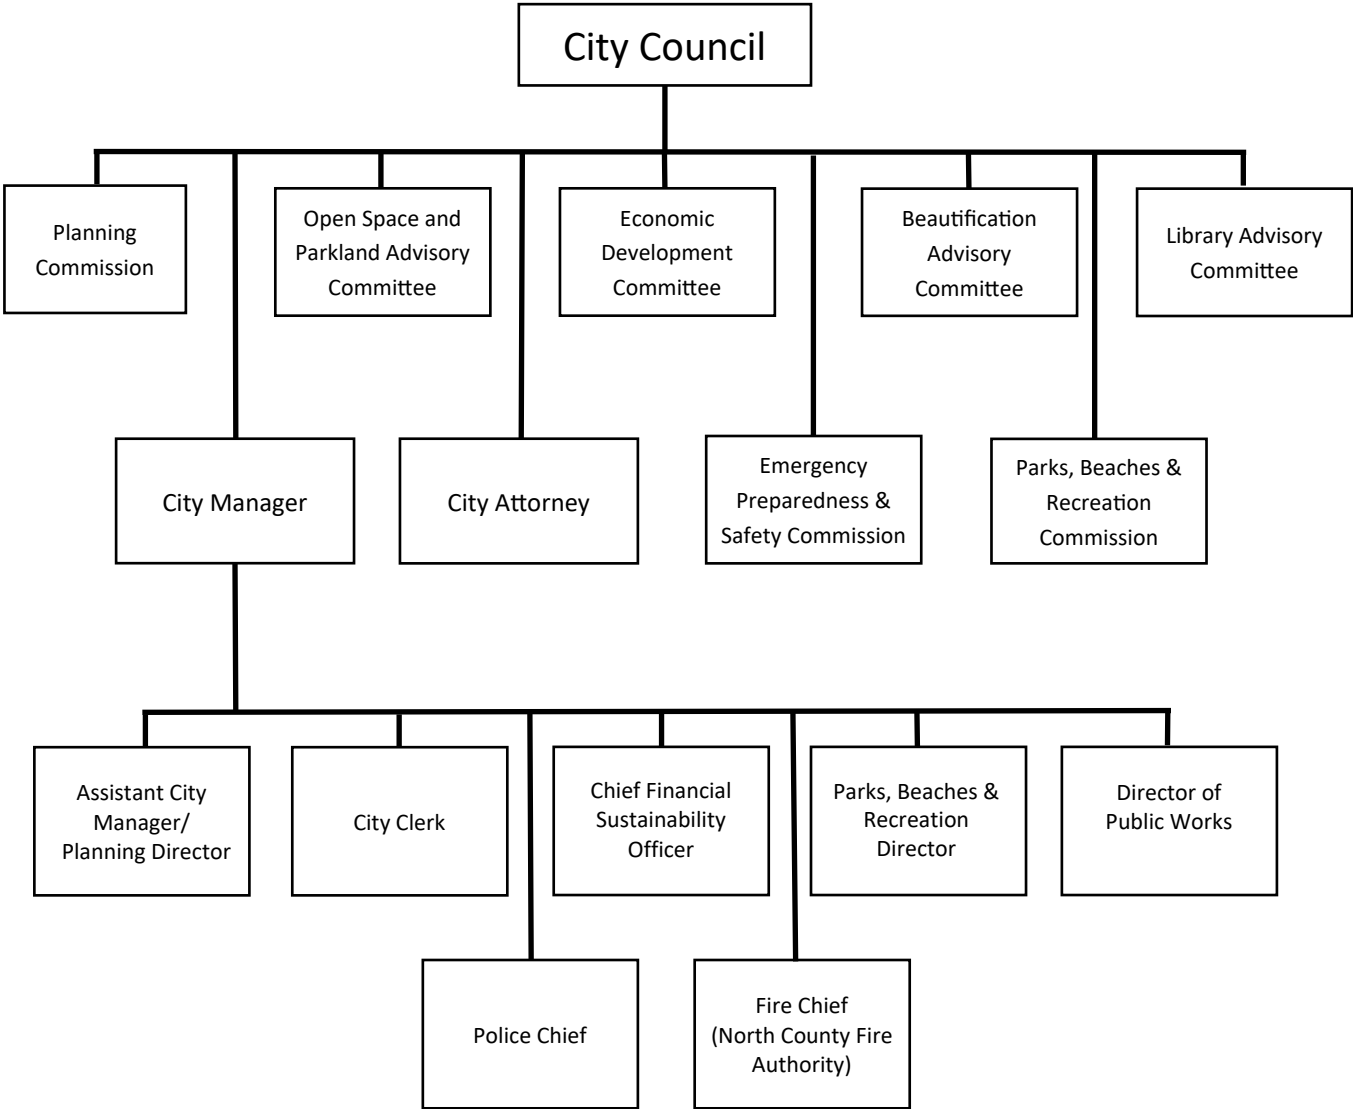 City Council
Planning
Commission
Open Space and
Parkland Advisory
Committee
Economic
Development
Committee
Beautification
Advisory
Committee
Library Advisory
Committee
City Manager
City Attorney
Emergency
Preparedness &
Safety Commission
Parks, Beaches &
Recreation
Commission
Assistant City
Manager/
Planning Director
City Clerk
Chief Financial
Sustainability
Officer
Parks, Beaches &
Recreation
Director
Director of
Public Works
Police Chief
Fire Chief
(North County Fire
Authority)